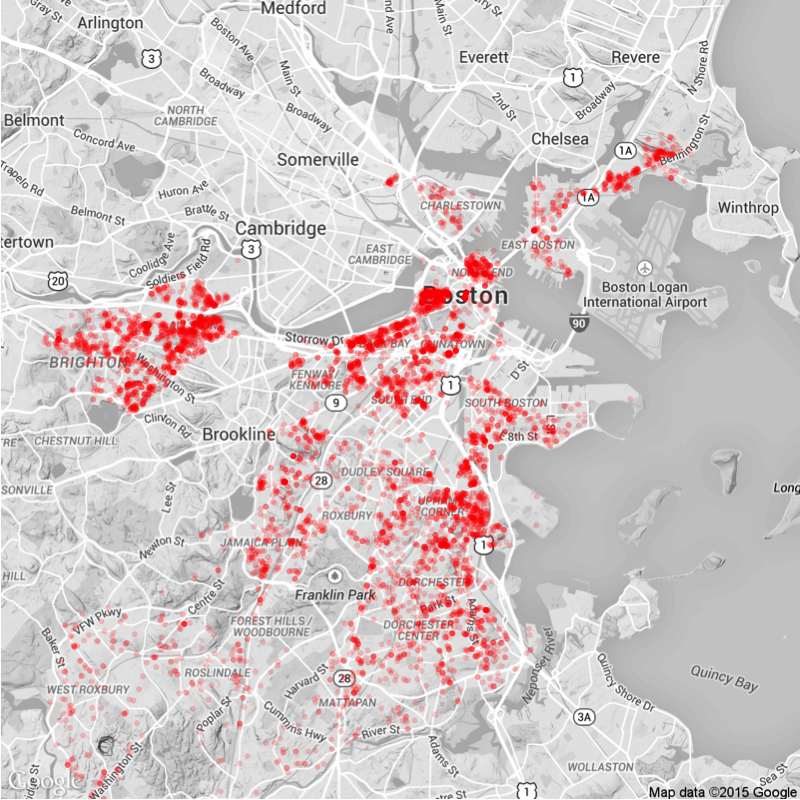 Medford
Gray St
Arlington
Main St
3
Boston Ave
Broadway
Everett
Revere
1
N Shore Rd
Main St
Broadway
2nd St
Broadway
NORTH
CAMBRIDGE
Belmont
Concord Ave
Chelsea
1A
Bennington St
Somerville
Trapelo Rd
Huron Ave
Belmont St
Brattle St
CHARLESTOWN
1A
Winthrop
Cambridge
3
EAST
CAMBRIDGE
EAST BOSTON
Coolidge Ave
Soldiers Field Rd
20
NORTH END
Boston
Boston Logan
International Airport
90
Storrow Dr
BACK BAY
CHINATOWN
BRIGHTON
Washington St
FENWAY/
KENMORE
D St
1
9
SOUTH END
SOUTH BOSTON
Clinton Rd
CHESTNUT HILL
Brookline
E 8th St
28
DUDLEY SQUARE
Lee St
ROXBURY
UPHAMS
CORNER
Newton St
JAMAICA PLAIN
1
HILL
Centre St
Franklin Park
DORCHESTER
Park St
Adams St
VFW Pkwy
FOREST HILLS /
WOODBOURNE
DORCHESTER
CENTER
Baker St
WEST ROXBURY
ROSLINDALE
Harvard St
28
MATTAPAN
Neponset River
Quincy Shore Dr
Quincy Bay
Poplar St
Cummins Hwy
River St
3A
Adams St
Washington St
WOLLASTON
Google
1
Sea St
Map data ©2015 Google